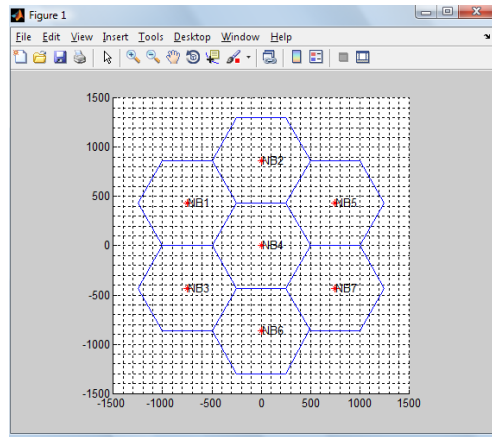 Figure 1
File Edit View Insert Tools Desktop Window Help
1500
1000
NB2
500
NB1 NB5
0
NB4
-500
NB3 NB7
-1000
NB6
-1500
-1500 -1000 -500 0 500 1000 1500